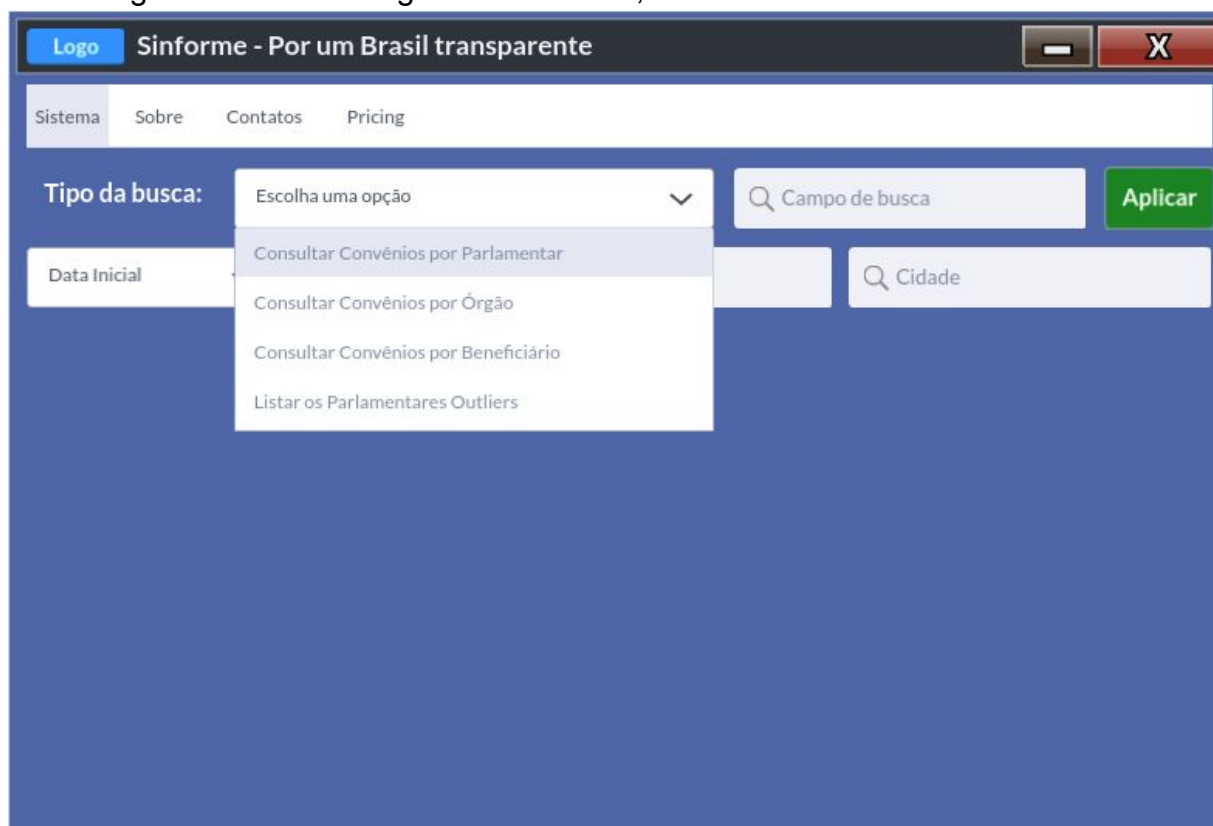 Logo Sinforme - Por um Brasil transparente X
Sistema Sobre Contatos Pricing
Tipo da busca: Escolha uma opção Campo de busca Aplicar
Consultar Convênios por Parlamentar
Data Inicial Cidade
Consultar Convênios por Órgão
Consultar Convênios por Beneficiário
Listar os Parlamentares Outliers